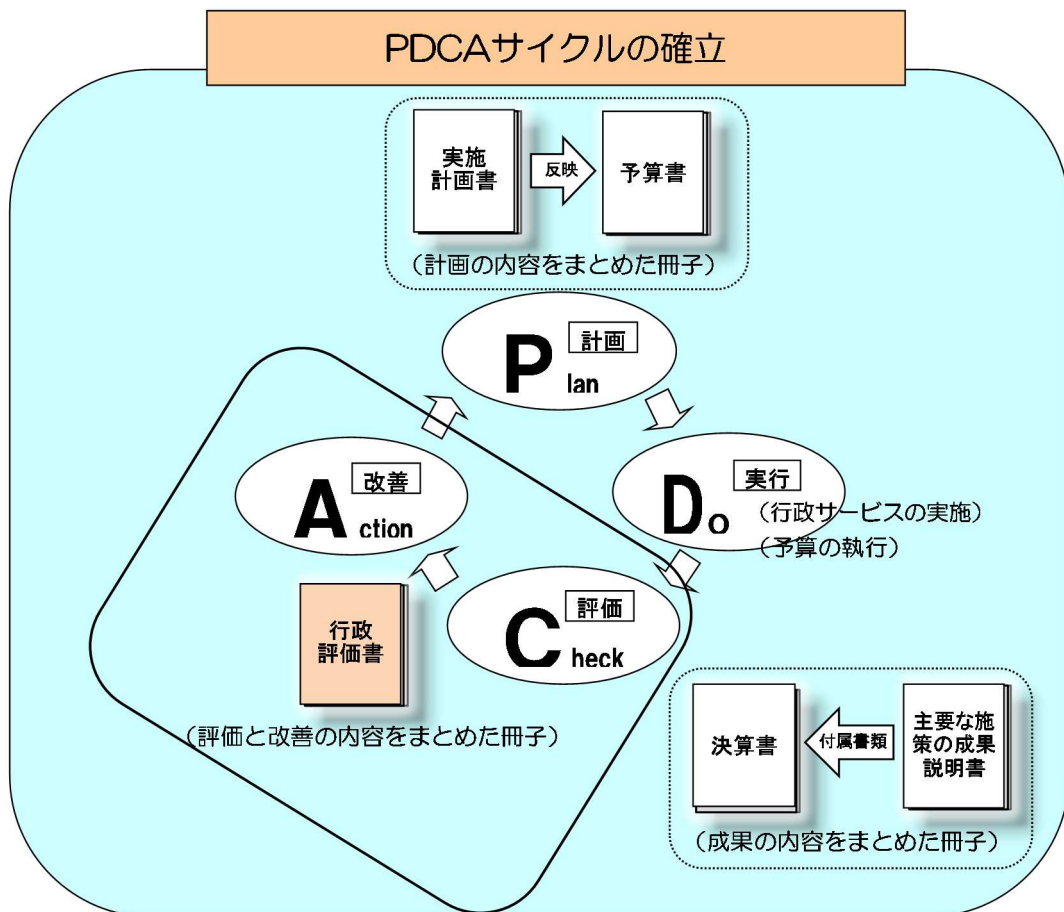 PDCAサイクルの確立
実施
計画書
反映
予算書
（計画の内容をまとめた冊子）
計画
P lan
改善
A ction
実行
Do
（行政サービスの実施）
（予算の執行）
評価
C heck
行政
評価書
（評価と改善の内容をまとめた冊子）
決算書
付属書類
主要な施
策の成果
説明書
（成果の内容をまとめた冊子）